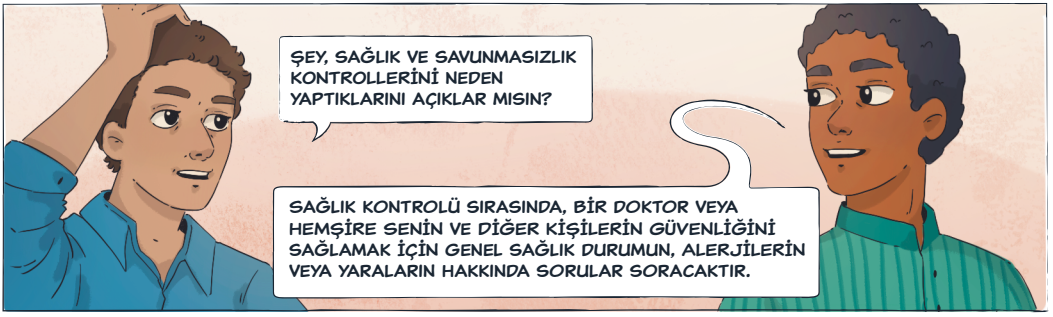 ŞEY, SAĞLIK VE SAVUNMASIZLIK
KONTROLLERİNİ NEDEN
YAPTIKLARINI AÇIKLAR MISIN?
SAĞLIK KONTROLÜ SIRASINDA, BİR DOKTOR VEYA
HEMŞİRE SENİN VE DİĞER KİŞİLERİN GÜVENLİĞİNİ
SAĞLAMAK İÇİN GENEL SAĞLIK DURUMUN, ALERJİLERİN
VEYA YARALARIN HAKKINDA SORULAR SORACAKTIR.